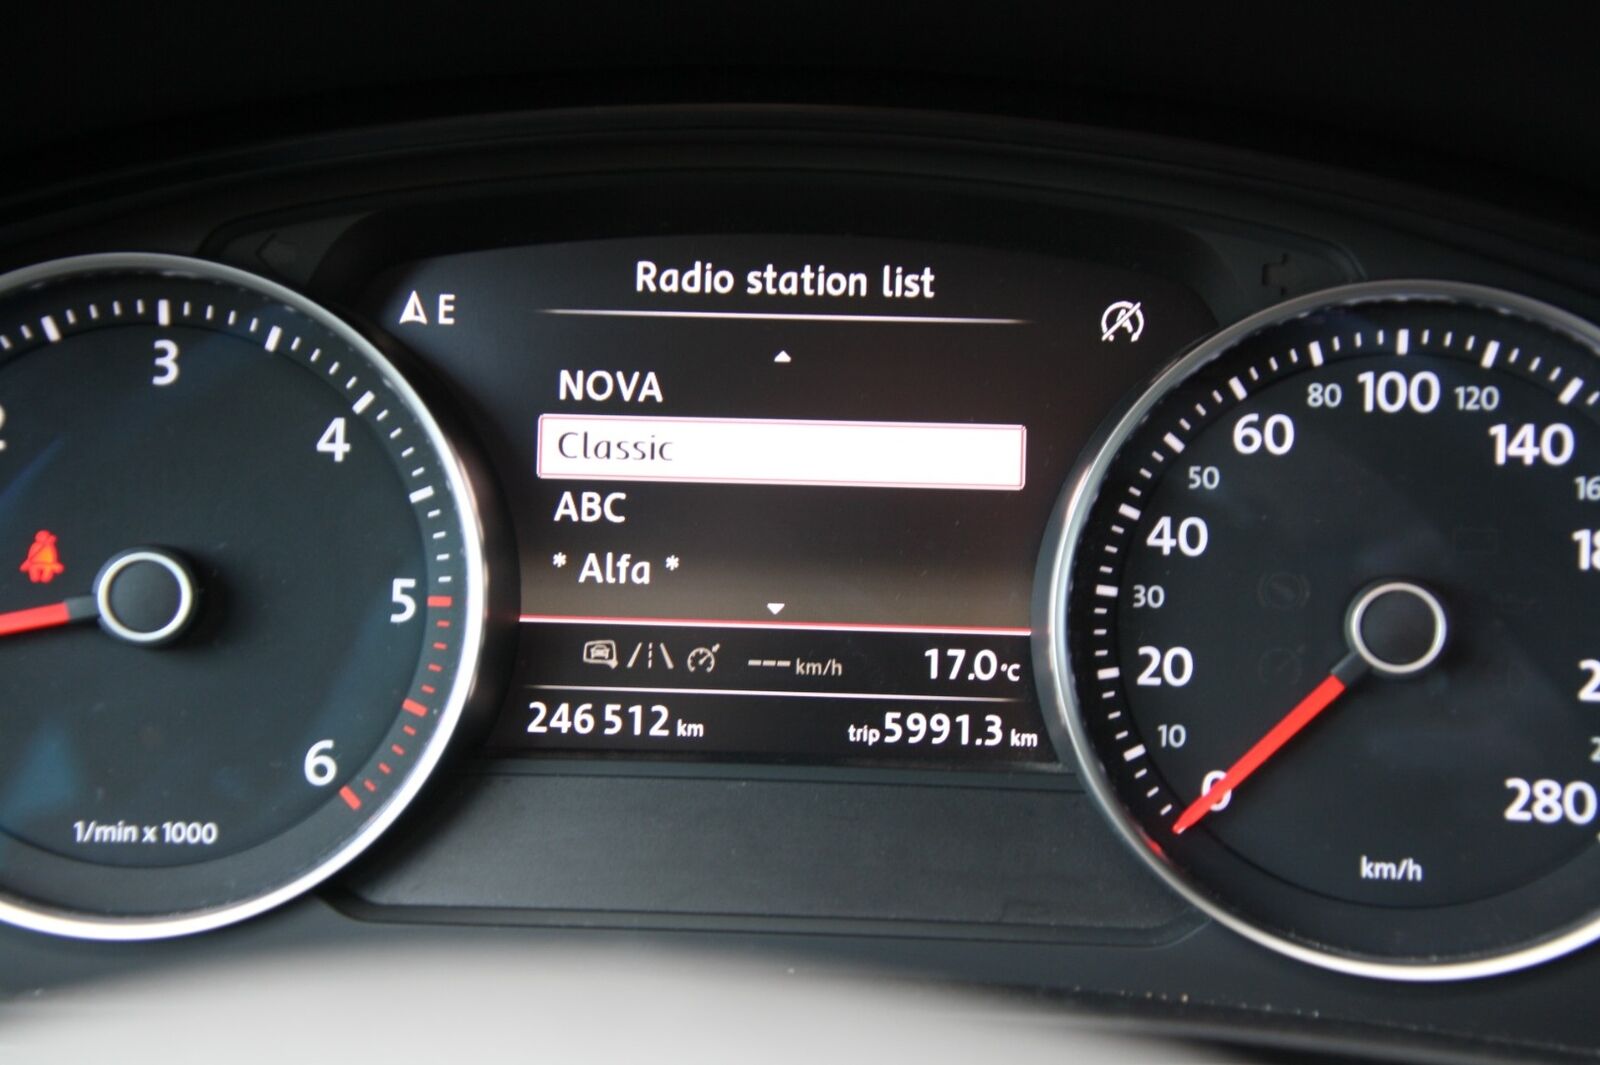 Radio station list
E
NOVA
Classic
ABC
* Alfa *
--- km/h
17.0 °C
246 512 km
trip 5991.3 km
3
4
5
6
1/min x 1000
0
10
20
30
40
50
60
80
100
120
140
280
km/h